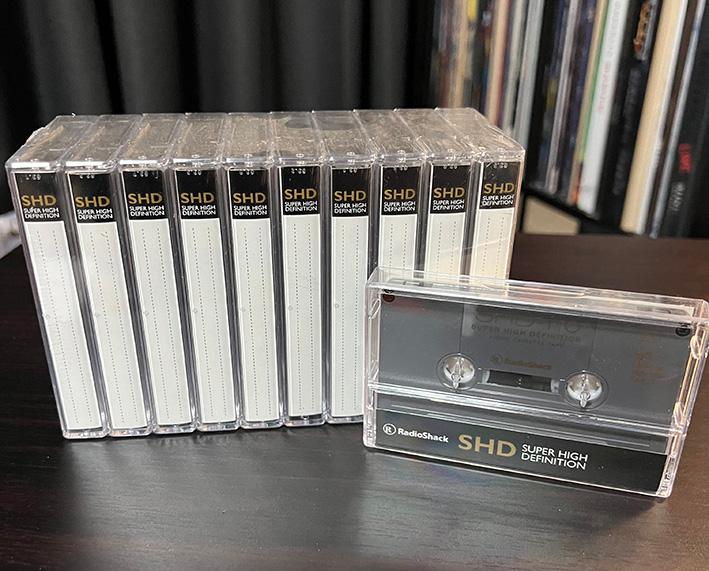 SHD
SUPER HIGH
DEFINITION
SHD
SUPER HIGH
DEFINITION
SHD
SUPER HIGH
DEFINITION
SHD
SUPER HIGH
DEFINITION
SHD
SUPER HIGH
DEFINITION
SHD
SUPER HIGH
DEFINITION
SHD
SUPER HIGH
DEFINITION
SHD
SUPER HIGH
DEFINITION
SHD
SUPER HIGH
DEFINITION
SHD
SUPER HIGH
DEFINITION
SUPER HIGH DEFINITION
RadioShack
R RadioShack SHD SUPER HIGH
DEFINITION